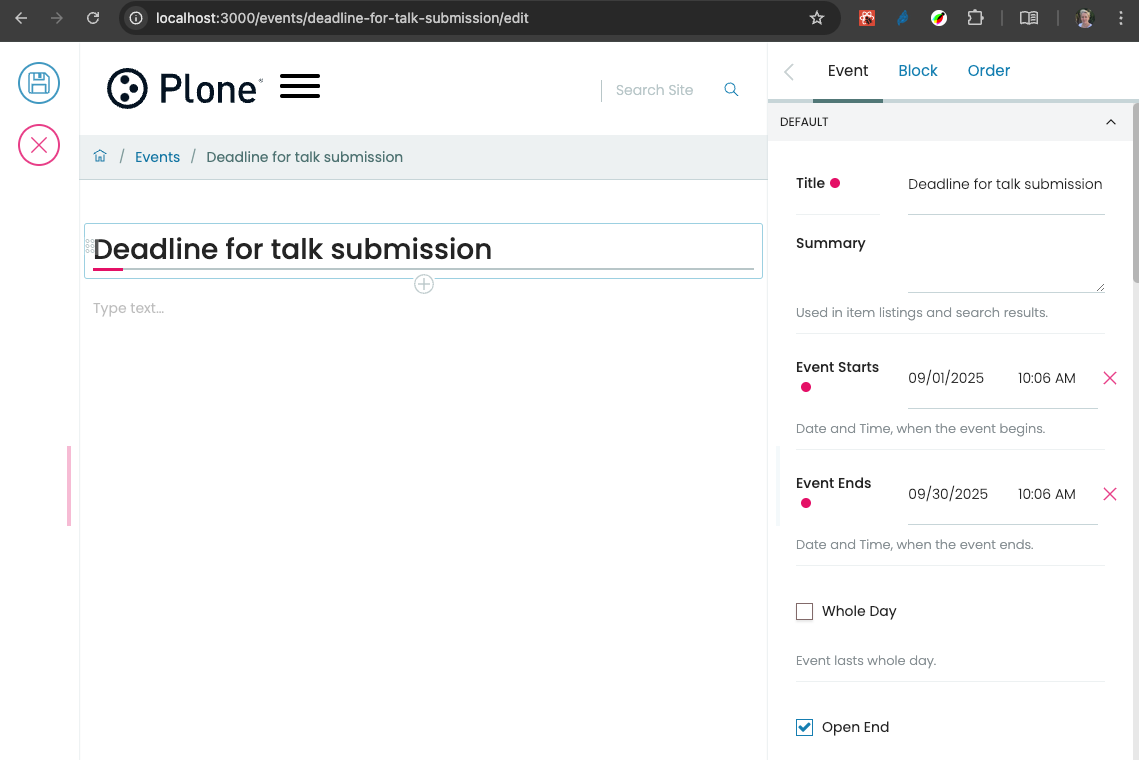 localhost:3000/events/deadline-for-talk-submission/edit
Plone®
Search Site
Event
Block
Order
DEFAULT
/ Events / Deadline for talk submission
Title
Deadline for talk submission
Deadline for talk submission
Type text…
Summary
Used in item listings and search results.
Event Starts
09/01/2025
10:06 AM
Date and Time, when the event begins.
Event Ends
09/30/2025
10:06 AM
Date and Time, when the event ends.
Whole Day
Event lasts whole day.
Open End